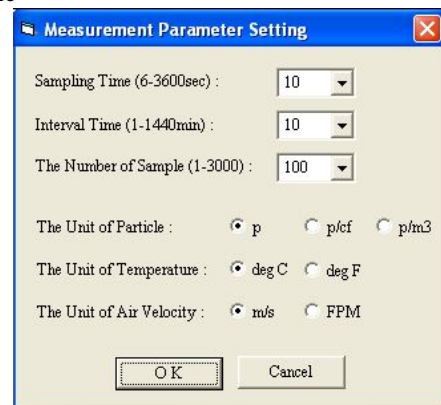 Measurement Parameter Setting
Sampling Time (6-3600sec) : 10
Interval Time (1-1440min) : 10
The Number of Sample (1-3000) : 100
The Unit of Particle : p p/cf p/m3
The Unit of Temperature : deg C deg F
The Unit of Air Velocity : m/s FPM
OK Cancel